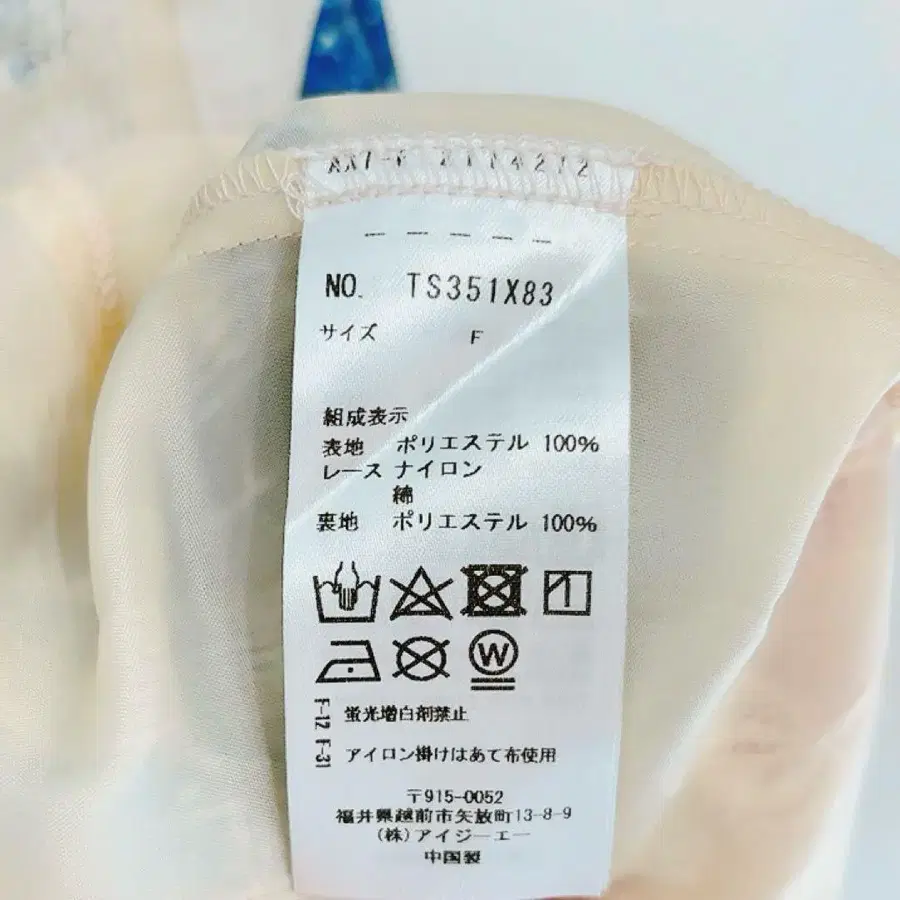 NO. TS351X83
サイズ F
組成表示
表地 ポリエステル 100%
レース ナイロン
綿
裏地 ポリエステル 100%
W
F-12 蛍光増白剤禁止
F-31 アイロン掛けはあて布使用
〒915-0052
福井県越前市矢放町13-8-9
(株)アイジーエー
中国製